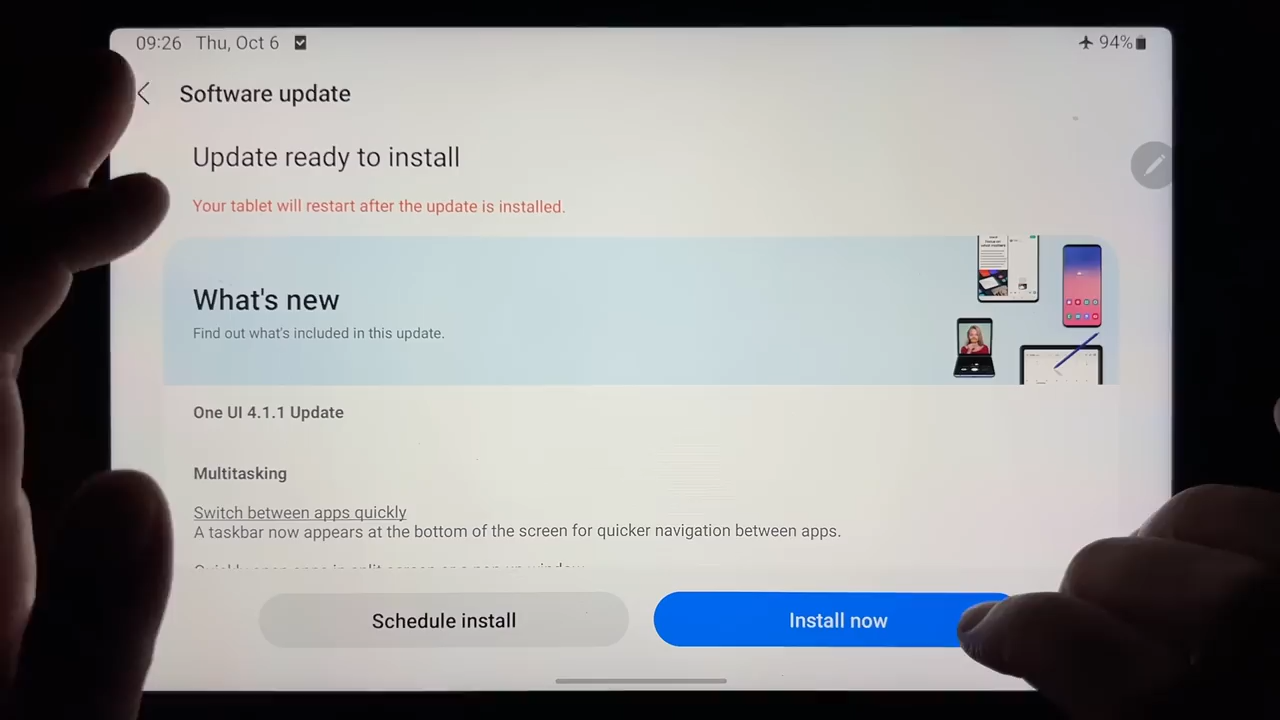 09:26 Thu, Oct 6
94%
Software update
Update ready to install
Your tablet will restart after the update is installed.
What's new
Find out what's included in this update.
One UI 4.1.1 Update
Multitasking
Switch between apps quickly
A taskbar now appears at the bottom of the screen for quicker navigation between apps.
Schedule install
Install now